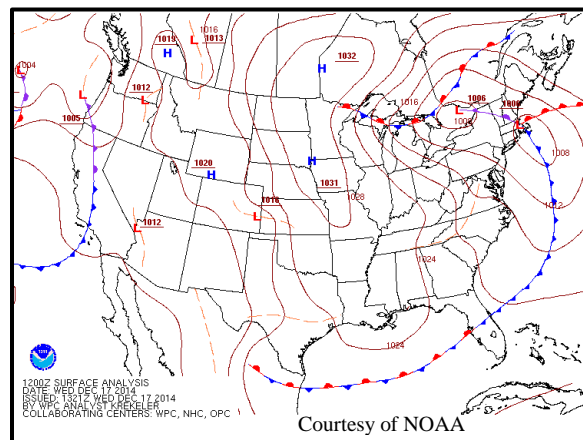 1019
H
L
1016
1013
1032
H
L
1004
L
1012
L
1016
1006
L
1006
1008
1005
1020
H
H
1031
1028
1008
1016
L
1012
L
1012
1024
1024
1200Z SURFACE ANALYSIS
DATE: WED DEC 17 2014
ISSUED: 1321Z WED DEC 17 2014
BY WPC ANALYST KREKELER
COLLABORATING CENTERS: WPC, NHC, OPC
Courtesy of NOAA